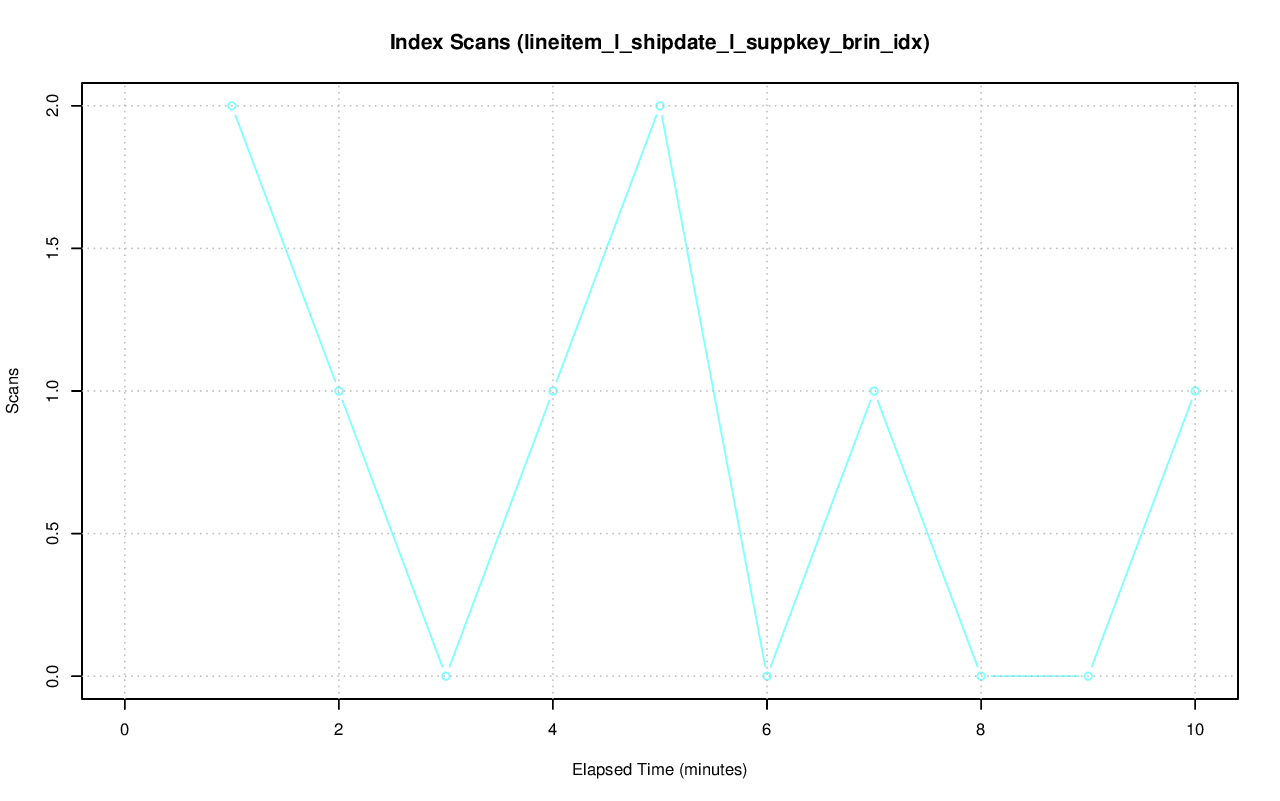 Index Scans (lineitem_l_shipdate_l_suppkey_brin_idx)
2.0
1.5
1.0
0.5
0.0
Scans
0 2 4 6 8 10
Elapsed Time (minutes)